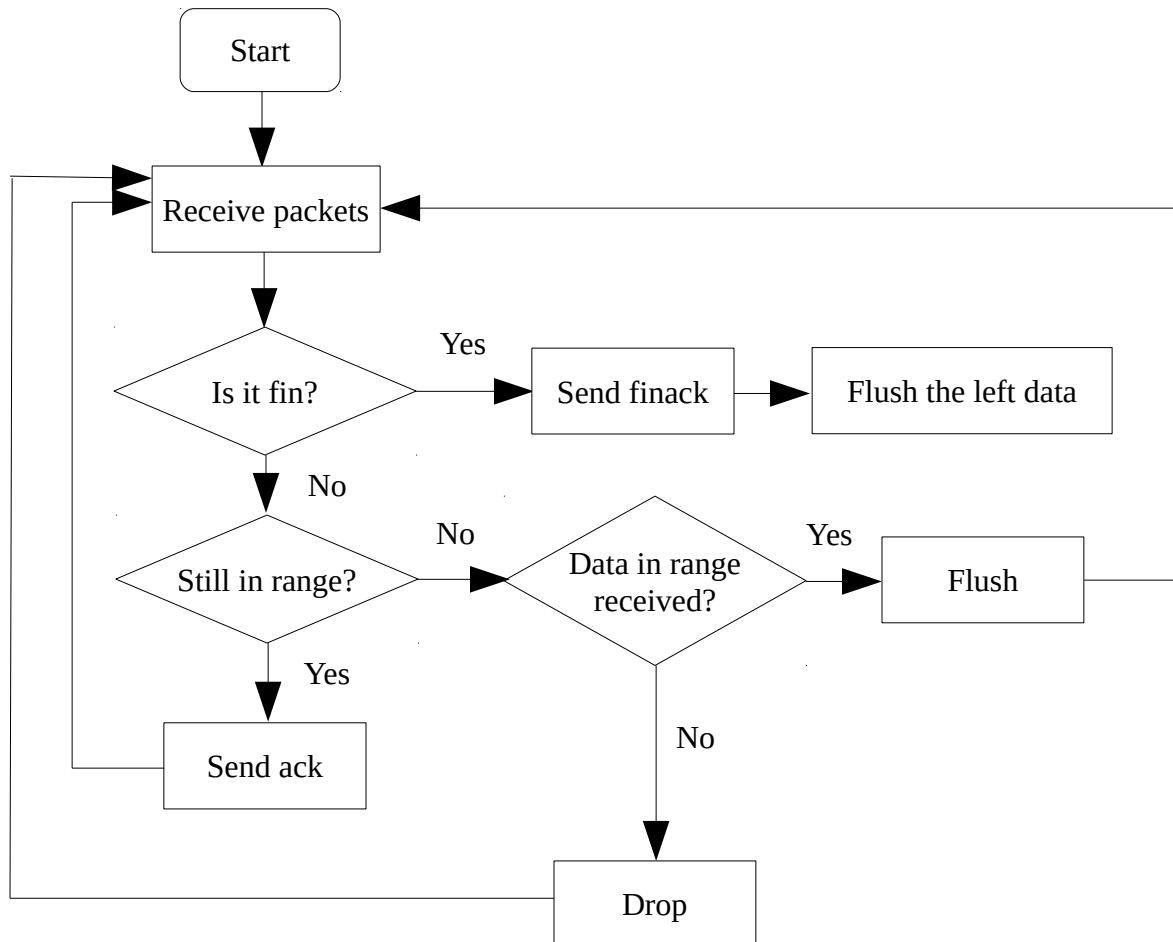 Start
Receive packets
Yes
Is it fin?
Send finack
Flush the left data
No
No
Yes
Still in range?
Data in range
received?
Flush
Yes
No
Send ack
Drop